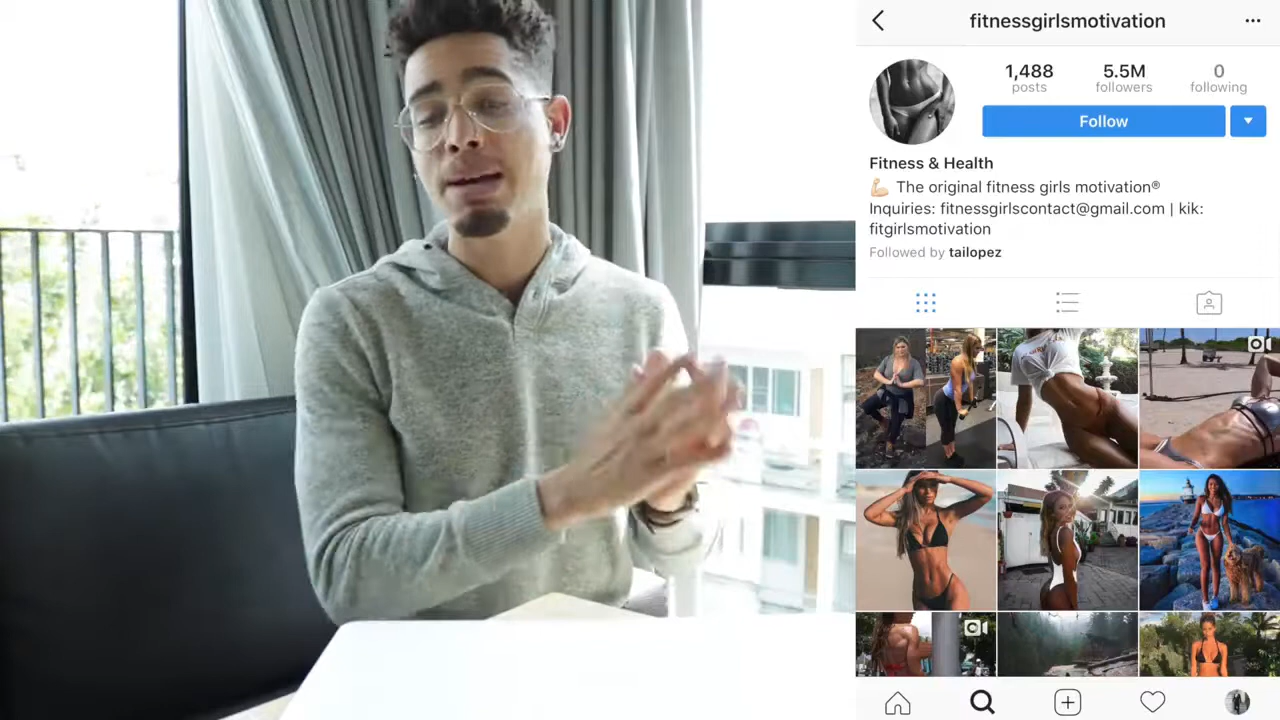 fitnessgirlsmotivation
1,488 5.5M 0
posts followers following
Follow
Fitness & Health
💪🏼 The original fitness girls motivation®
Inquiries: fitnessgirlscontact@gmail.com | kik:
fitgirlsmotivation
Followed by tailopez